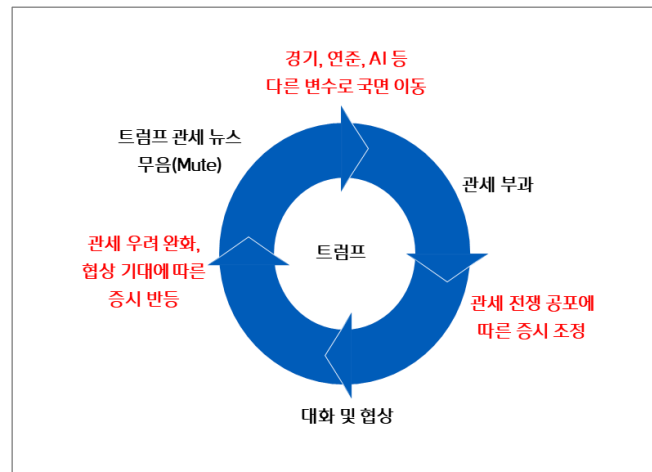 경기, 연준, AI 등
다른 변수로 국면 이동
트럼프 관세 뉴스
무음(Mute)
관세 부과
관세 우려 완화,
협상 기대에 따른
증시 반등
트럼프
관세 전쟁 공포에
따른 증시 조정
대화 및 협상